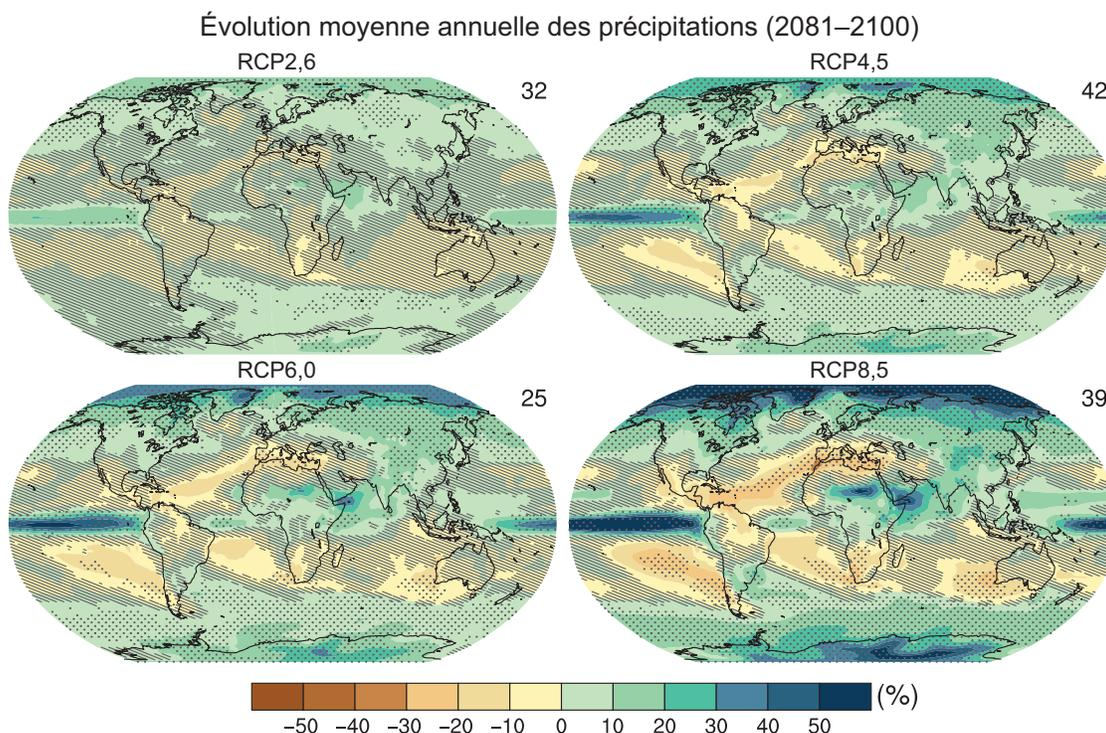 Évolution moyenne annuelle des précipitations (2081–2100)
RCP2,6
32
RCP4,5
42
RCP6,0
25
RCP8,5
39
(%)
−50 −40 −30 −20 −10 0 10 20 30 40 50